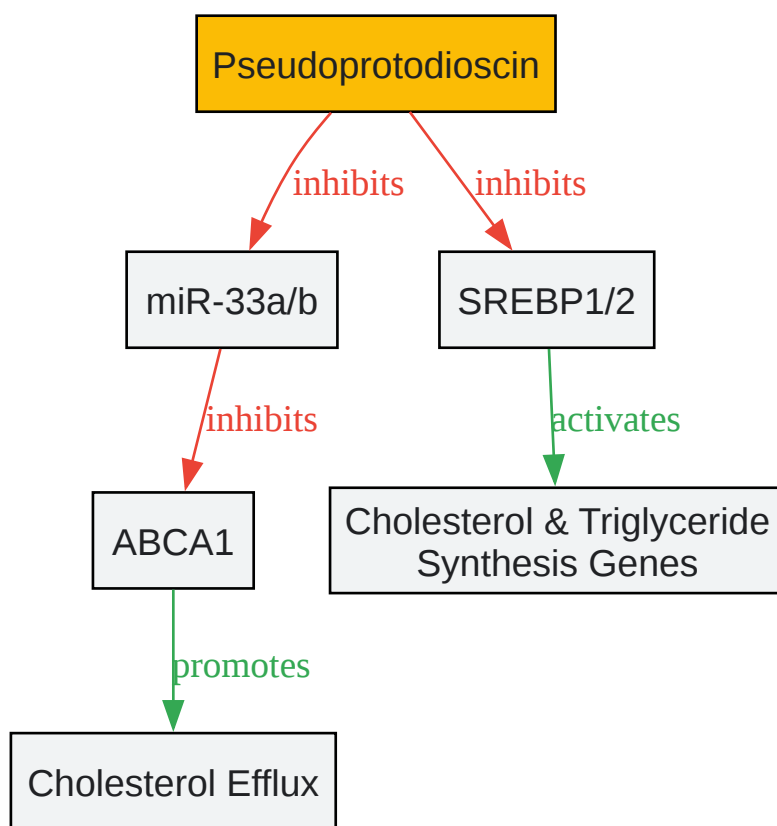 Pseudoprotodioscin
inhibits
inhibits
miR-33a/b
SREBP1/2
inhibits
activates
ABCA1
Cholesterol & Triglyceride
Synthesis Genes
promotes
Cholesterol Efflux